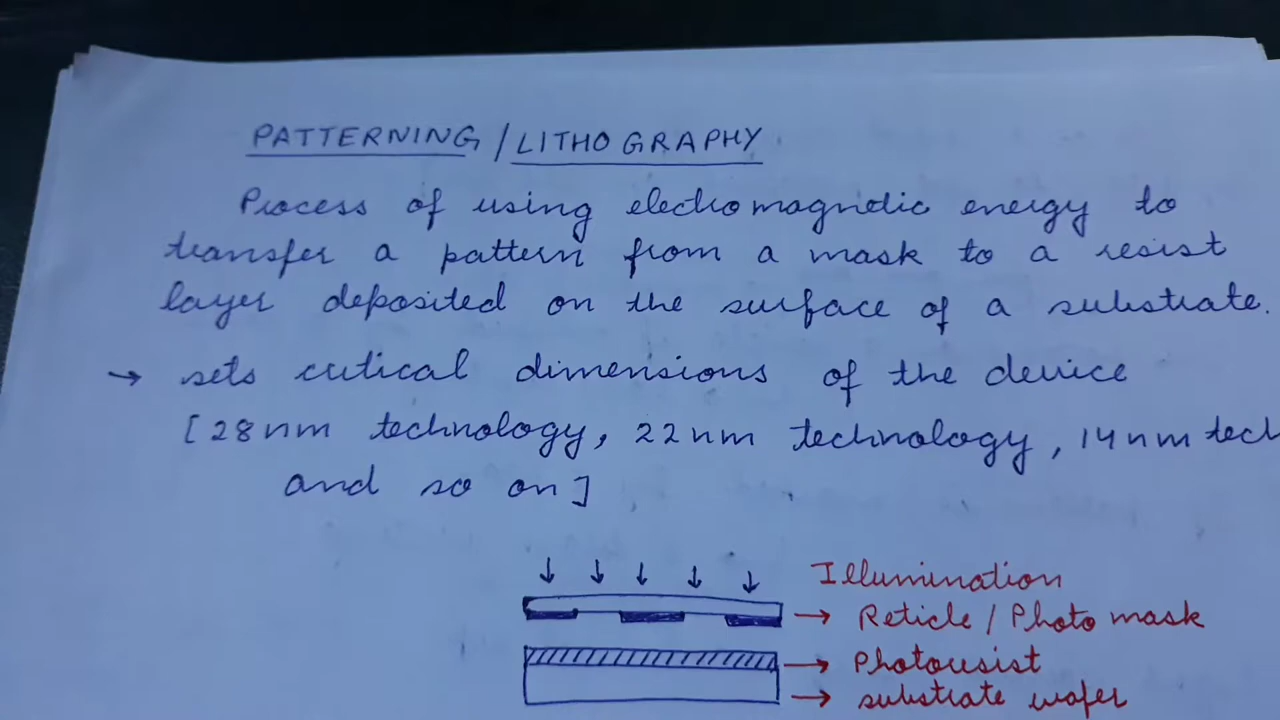 PATTERNING / LITHOGRAPHY
Process of using electromagnetic energy to
transfer a pattern from a mask to a resist
layer deposited on the surface of a substrate.
→ sets critical dimensions of the device
[28nm technology, 22nm technology, 14nm tech
and so on]
Illumination
→ Reticle / Photo mask
→ Photoresist
→ substrate wafer